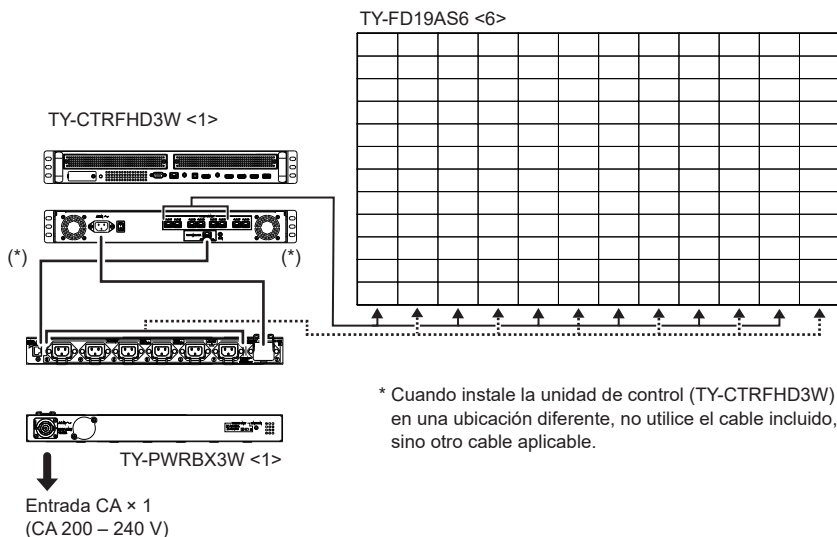 TY-FD19AS6 <6>
TY-CTRFHD3W <1>
(*)
(*)
* Cuando instale la unidad de control (TY-CTRFHD3W)
en una ubicación diferente, no utilice el cable incluido,
sino otro cable aplicable.
TY-PWRBX3W <1>
Entrada CA × 1
(CA 200 – 240 V)